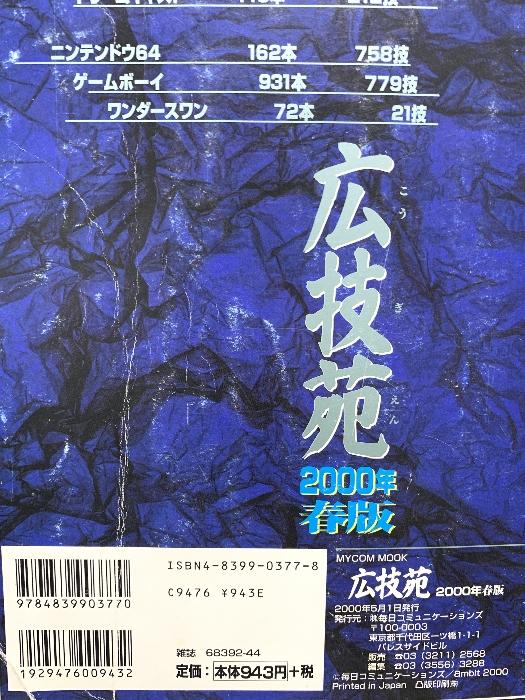 ニンテンドウ64 162本 758技
ゲームボーイ 931本 779技
ワンダースワン 72本 21技
広技苑
こう ぎ えん
2000年
春版
ISBN4-8399-0377-8
C9476 ¥943E
9784839903770
1929476009432
雑誌 68392-44
定価:本体943円+税
MYCOM MOOK
広技苑 2000年春版
2000年5月1日発行
発行元:㈱毎日コミュニケーションズ
〒100-0003
東京都千代田区一ツ橋1-1-1
パレスサイドビル
販売 ☎03 (3211) 2568
編集 ☎03 (3556) 3288
©毎日コミュニケーションズ/ambit 2000
Printed in Japan 凸版印刷㈱